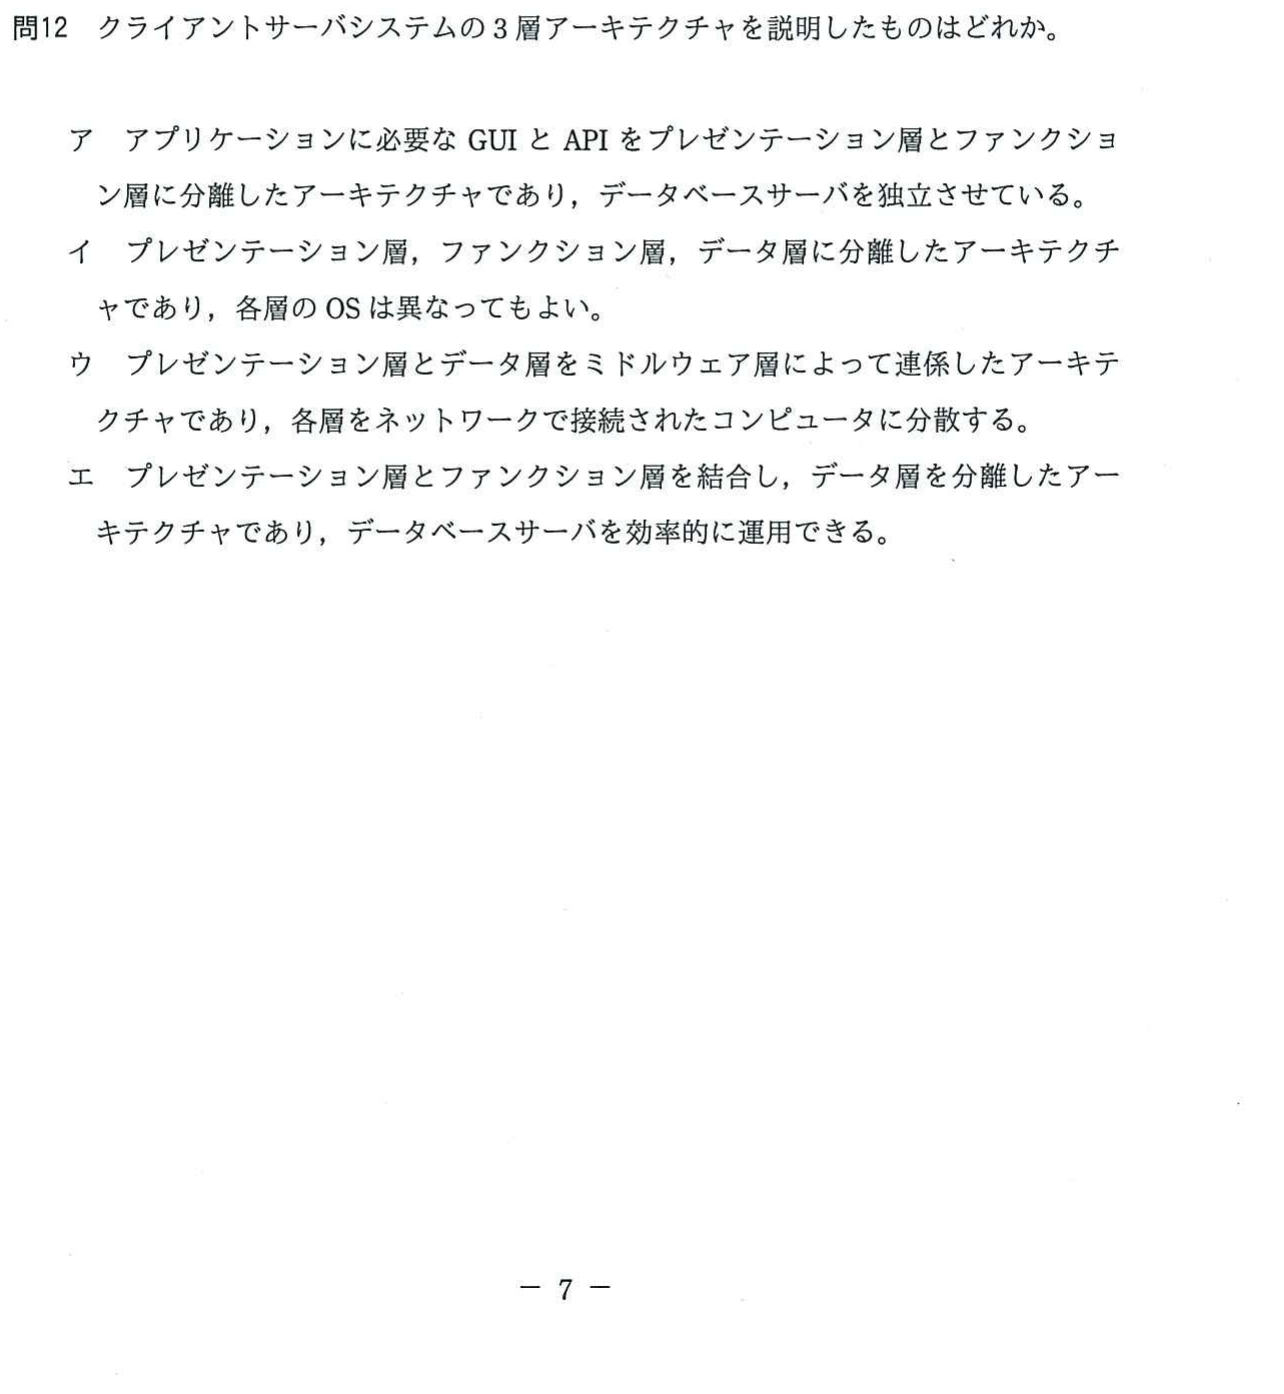 問12　クライアントサーバシステムの3層アーキテクチャを説明したものはどれか。
ア　アプリケーションに必要な GUI と API をプレゼンテーション層とファンクショ
ン層に分離したアーキテクチャであり，データベースサーバを独立させている。
イ　プレゼンテーション層，ファンクション層，データ層に分離したアーキテクチ
ャであり，各層の OS は異なってもよい。
ウ　プレゼンテーション層とデータ層をミドルウェア層によって連係したアーキテ
クチャであり，各層をネットワークで接続されたコンピュータに分散する。
エ　プレゼンテーション層とファンクション層を結合し，データ層を分離したアー
キテクチャであり，データベースサーバを効率的に運用できる。
－ 7 －